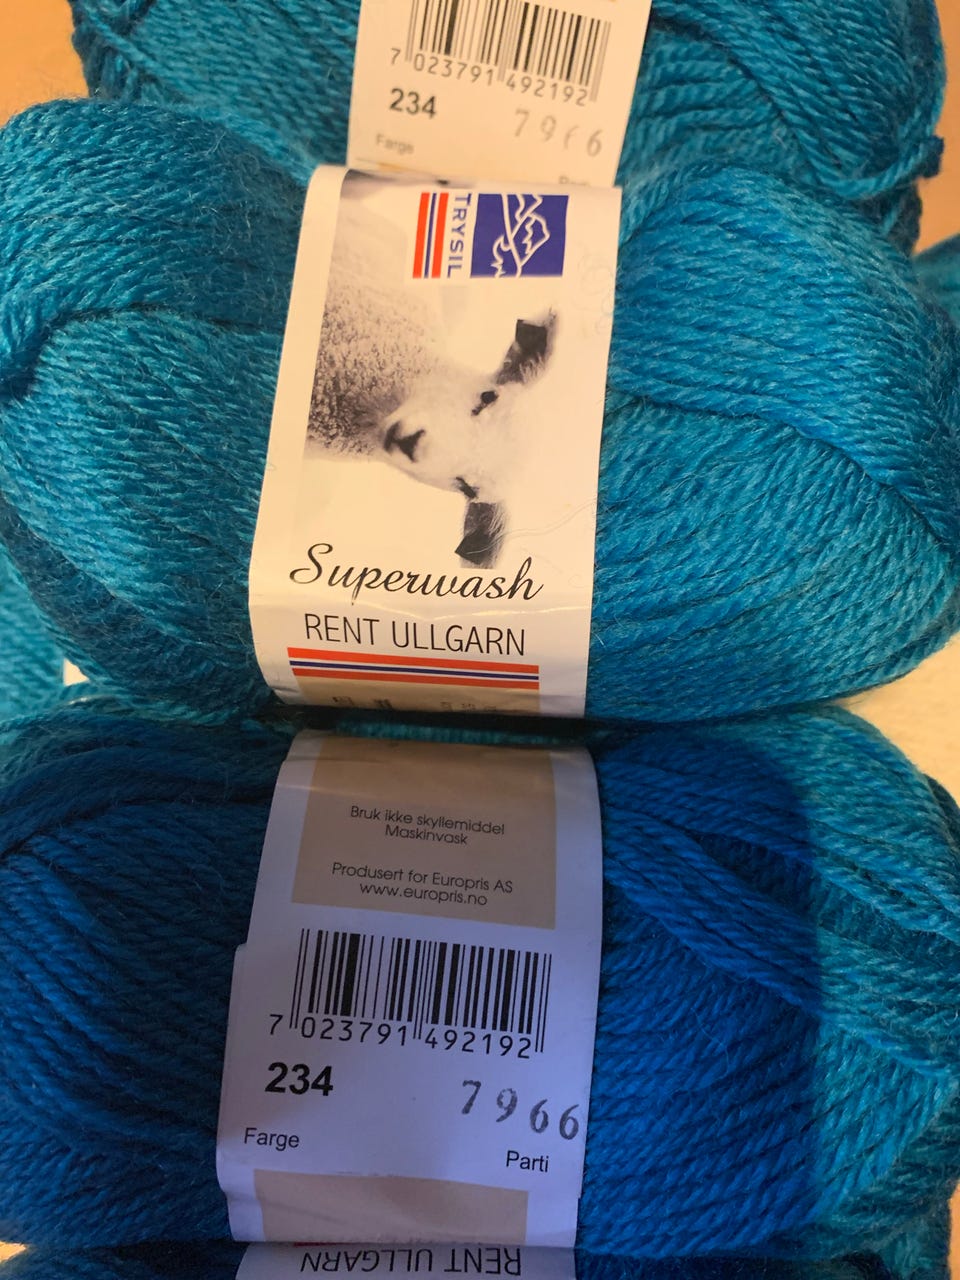 7 023791 492192
234
7966
Farge
TRYSIL
Superwash
RENT ULLGARN
Bruk ikke skyllemiddel
Maskinvask
Produsert for Europris AS
www.europris.no
7 023791 492192
234
7966
Farge
Parti
RENT ULLGARN